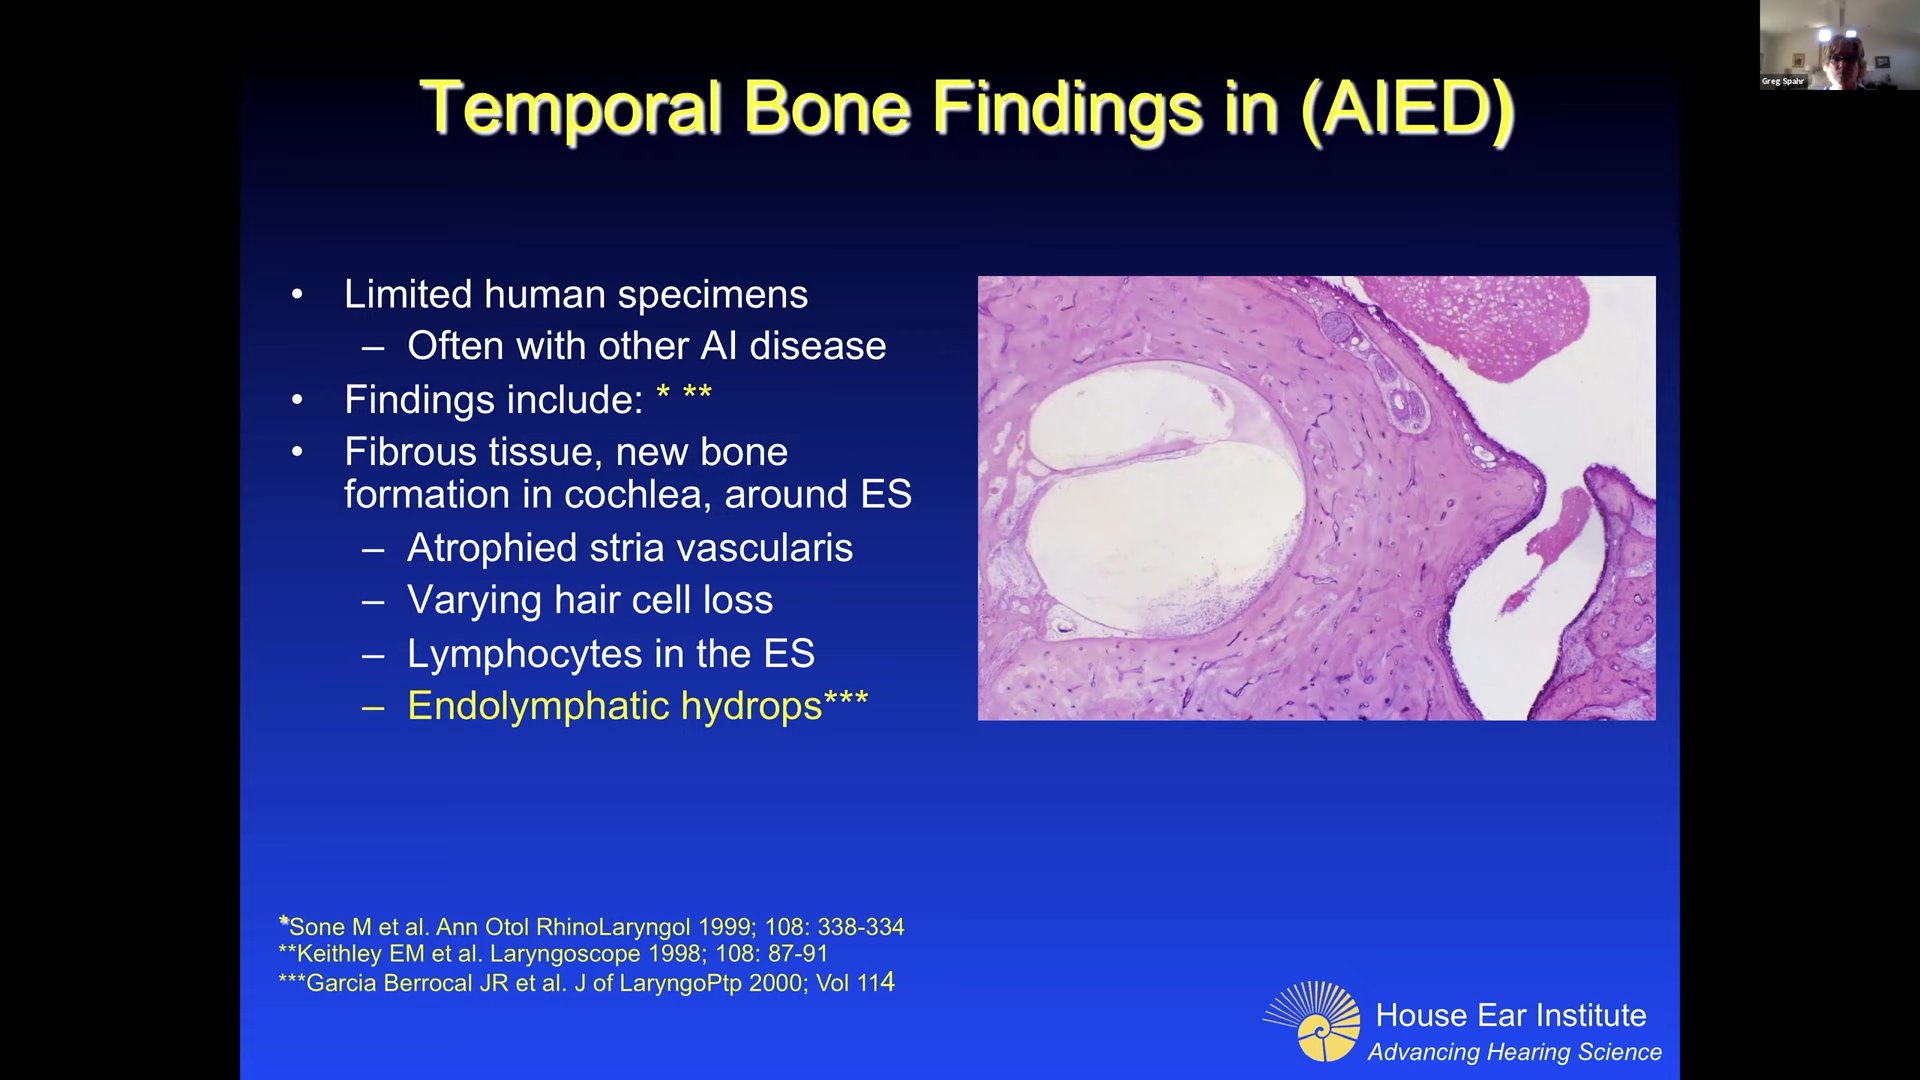 Temporal Bone Findings in (AIED)
Greg Spahr
• Limited human specimens
– Often with other AI disease
• Findings include: * **
• Fibrous tissue, new bone
formation in cochlea, around ES
– Atrophied stria vascularis
– Varying hair cell loss
– Lymphocytes in the ES
– Endolymphatic hydrops***
*Sone M et al. Ann Otol RhinoLaryngol 1999; 108: 338-334
**Keithley EM et al. Laryngoscope 1998; 108: 87-91
***Garcia Berrocal JR et al. J of LaryngoPtp 2000; Vol 114
House Ear Institute
Advancing Hearing Science